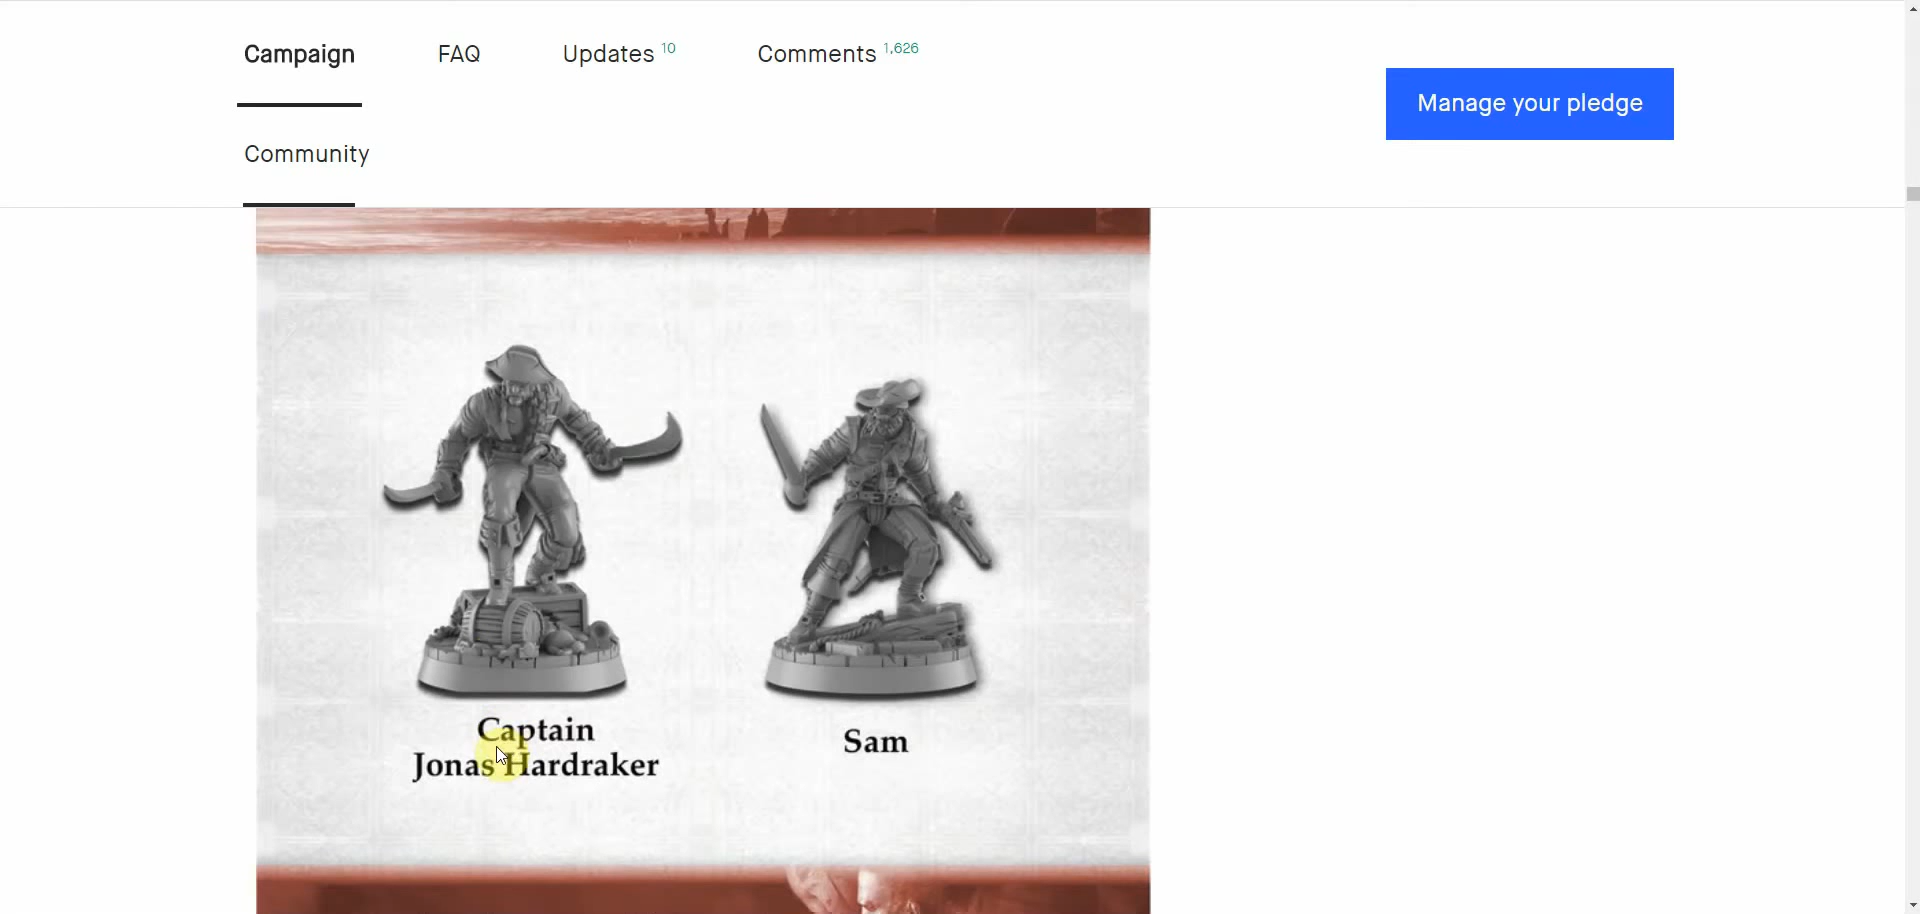 Campaign
FAQ
Updates 10
Comments 1,626
Manage your pledge
Community
Captain
Jonas Hardraker
Sam